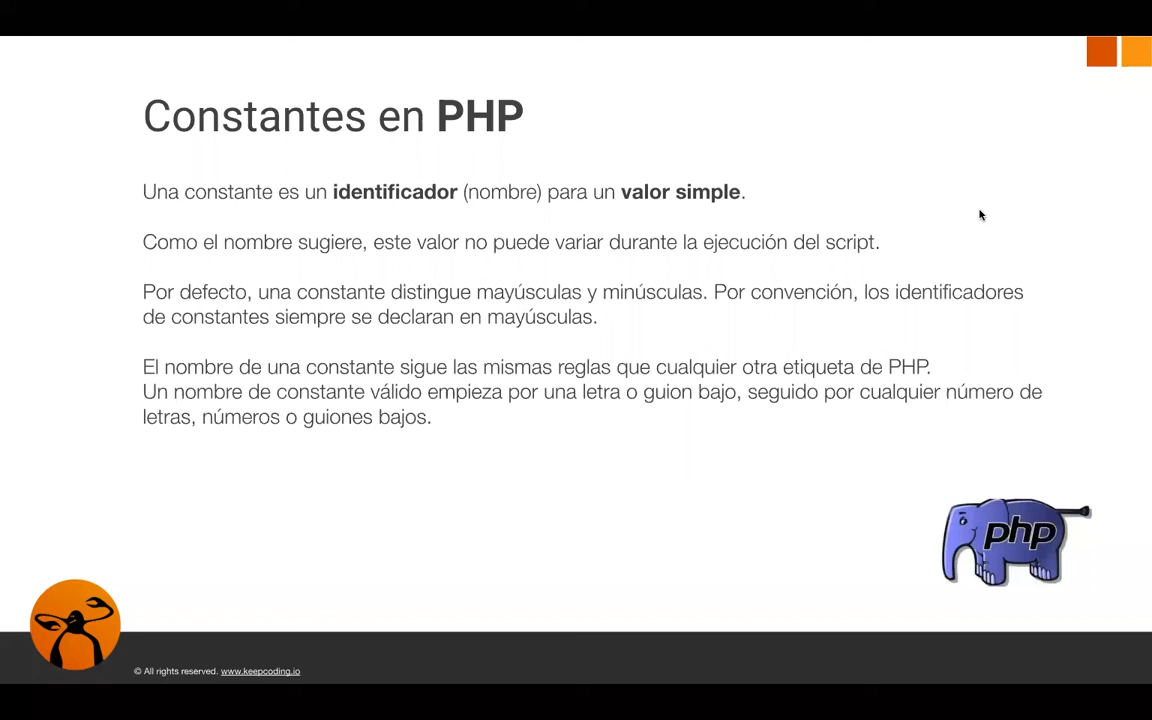 Constantes en PHP
Una constante es un identificador (nombre) para un valor simple.
Como el nombre sugiere, este valor no puede variar durante la ejecución del script.
Por defecto, una constante distingue mayúsculas y minúsculas. Por convención, los identificadores
de constantes siempre se declaran en mayúsculas.
El nombre de una constante sigue las mismas reglas que cualquier otra etiqueta de PHP.
Un nombre de constante válido empieza por una letra o guion bajo, seguido por cualquier número de
letras, números o guiones bajos.
php
© All rights reserved. www.keepcoding.io